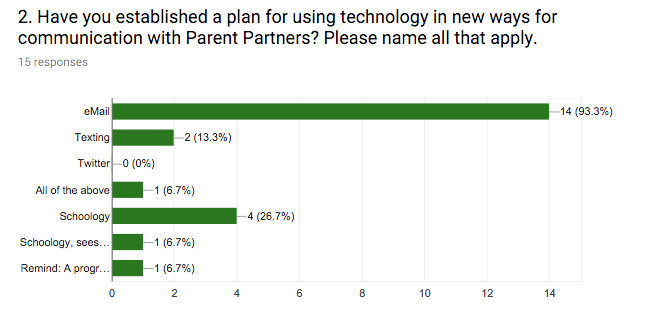 2. Have you established a plan for using technology in new ways for
communication with Parent Partners? Please name all that apply.
15 responses
eMail 14 (93.3%)
Texting 2 (13.3%)
Twitter 0 (0%)
All of the above 1 (6.7%)
Schoology 4 (26.7%)
Schoology, sees... 1 (6.7%)
Remind: A progr... 1 (6.7%)
0 2 4 6 8 10 12 14